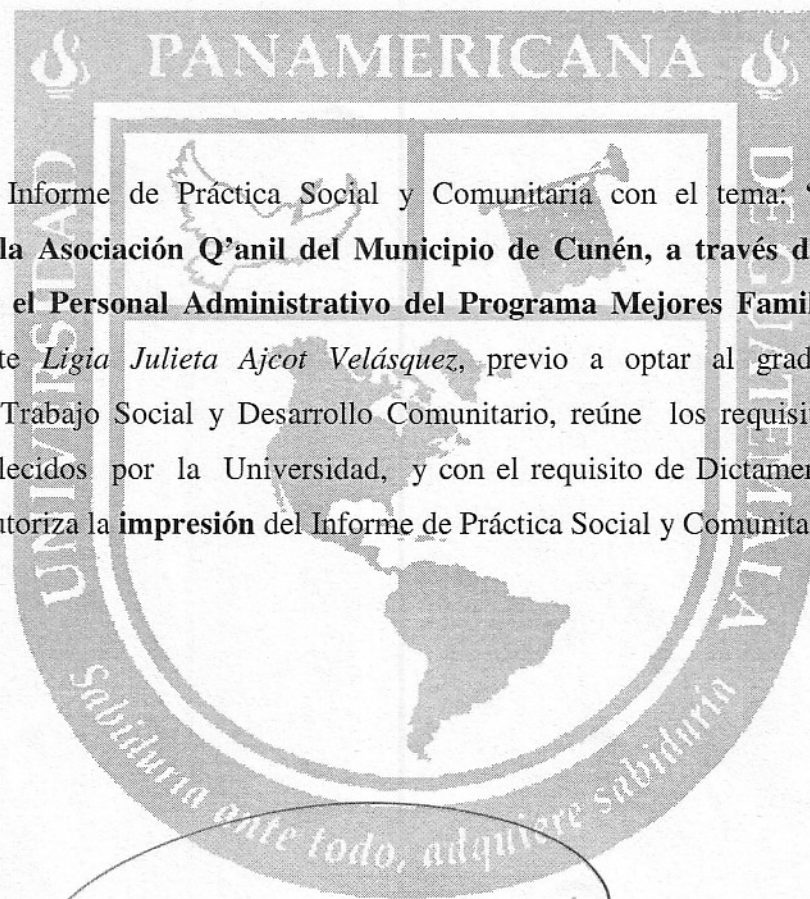 PANAMERICANA
UNIVERSIDAD
DE GUATEMALA
Informe de Práctica Social y Comunitaria con el tema: “
la Asociación Q’anil del Municipio de Cunén, a través d
el Personal Administrativo del Programa Mejores Famil
te Ligia Julieta Ajcot Velásquez, previo a optar al grad
Trabajo Social y Desarrollo Comunitario, reúne los requisi
lecidos por la Universidad, y con el requisito de Dictamen
utoriza la impresión del Informe de Práctica Social y Comunita
Sabiduría ante todo, adquiere sabiduría